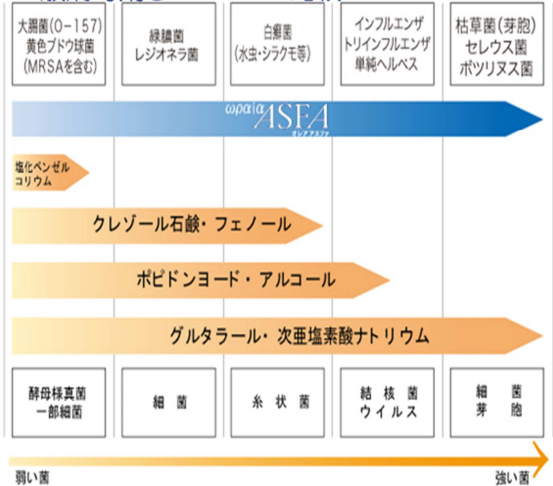 大腸菌(O-157)
黄色ブドウ球菌
(MRSAを含む)
緑膿菌
レジオネラ菌
白癬菌
(水虫・シラクモ等)
インフルエンザ
トリインフルエンザ
単純ヘルペス
枯草菌(芽胞)
セレウス菌
ボツリヌス菌
ωραία ASFA
オレアアスファ
塩化ベンゼル
コリウム
クレゾール石鹸・フェノール
ポピドンヨード・アルコール
グルタラール・次亜塩素酸ナトリウム
酵母様真菌
一部細菌
細 菌
糸 状 菌
結 核 菌
ウイルス
細 菌
芽 胞
弱い菌
強い菌